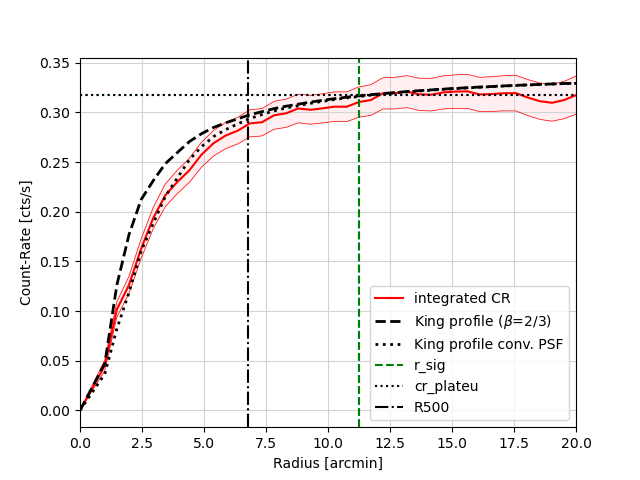 0.35
0.30
0.25
0.20
0.15
0.10
0.05
0.00
Count-Rate [cts/s]
integrated CR
King profile (β=2/3)
King profile conv. PSF
r_sig
cr_plateu
R500
0.0 2.5 5.0 7.5 10.0 12.5 15.0 17.5 20.0
Radius [arcmin]